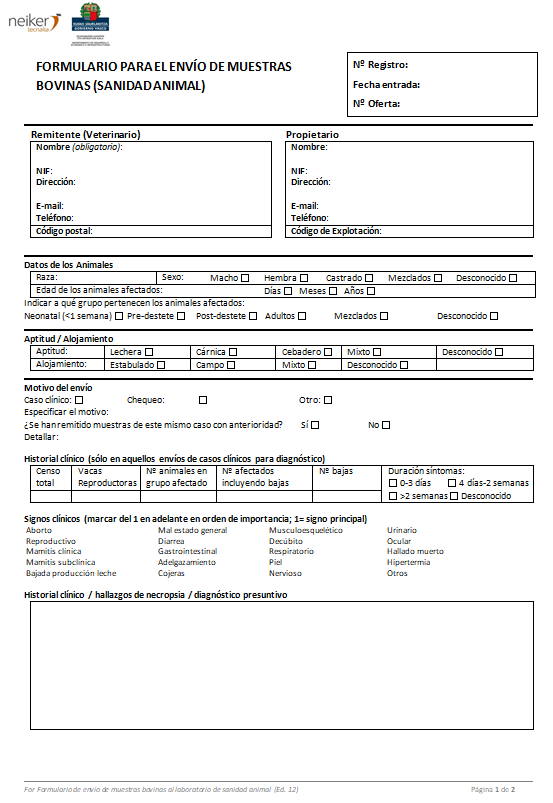 neiker
tecnalia
EUSKO JAURLARITZA
GOBIERNO VASCO
FORMULARIO PARA EL ENVÍO DE MUESTRAS
BOVINAS (SANIDAD ANIMAL)
Nº Registro:
Fecha entrada:
Nº Oferta:
Remitente (Veterinario) Propietario
Nombre (obligatorio): Nombre:
NIF: NIF:
Dirección: Dirección:
E-mail: E-mail:
Teléfono: Teléfono:
Código postal: Código de Explotación:
Datos de los Animales
Raza: Sexo: Macho Hembra Castrado Mezclados Desconocido
Edad de los animales afectados: Días Meses Años
Indicar a qué grupo pertenecen los animales afectados:
Neonatal (<1 semana) Pre-destete Post-destete Adultos Mezclados Desconocido
Aptitud / Alojamiento
Aptitud: Lechera Cárnica Cebadero Mixto Desconocido
Alojamiento: Estabulado Campo Mixto Desconocido
Motivo del envío
Caso clínico: Chequeo: Otro:
Especificar el motivo:
¿Se han remitido muestras de este mismo caso con anterioridad? Sí No
Detallar:
Historial clínico (sólo en aquellos envíos de casos clínicos para diagnóstico)
Censo Vacas Nº animales en Nº afectados Nº bajas Duración síntomas:
total Reproductoras grupo afectado incluyendo bajas 0-3 días 4 días-2 semanas
>2 semanas Desconocido
Signos clínicos (marcar del 1 en adelante en orden de importancia; 1= signo principal)
Aborto Mal estado general Musculoesquelético Urinario
Reproductivo Diarrea Decúbito Ocular
Mamitis clínica Gastrointestinal Respiratorio Hallado muerto
Mamitis subclínica Adelgazamiento Piel Hipertermia
Bajada producción leche Cojeras Nervioso Otros
Historial clínico / hallazgos de necropsia / diagnóstico presuntivo
For Formulario de envío de muestras bovinas al laboratorio de sanidad animal (Ed. 12) Página 1 de 2